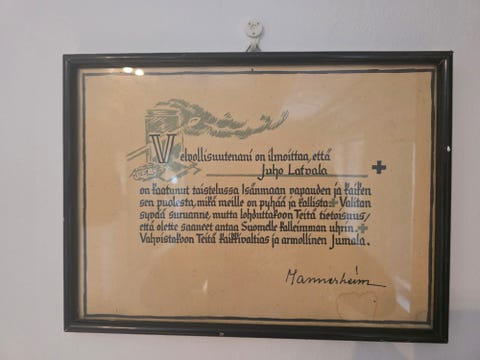 Velvollisuutenani on ilmoittaa, että
Juho Latvala
on kaatunut taistelussa Isänmaan vapauden ja kaiken
sen puolesta, mikä meille on pyhää ja kallista. Valitan
syvää suruanne, mutta lohduttakoon Teitä tietoisuus,
että olette saaneet antaa Suomelle kalleimman uhrin.
Vahvistakoon Teitä kaikkivaltias ja armollinen Jumala.
Mannerheim